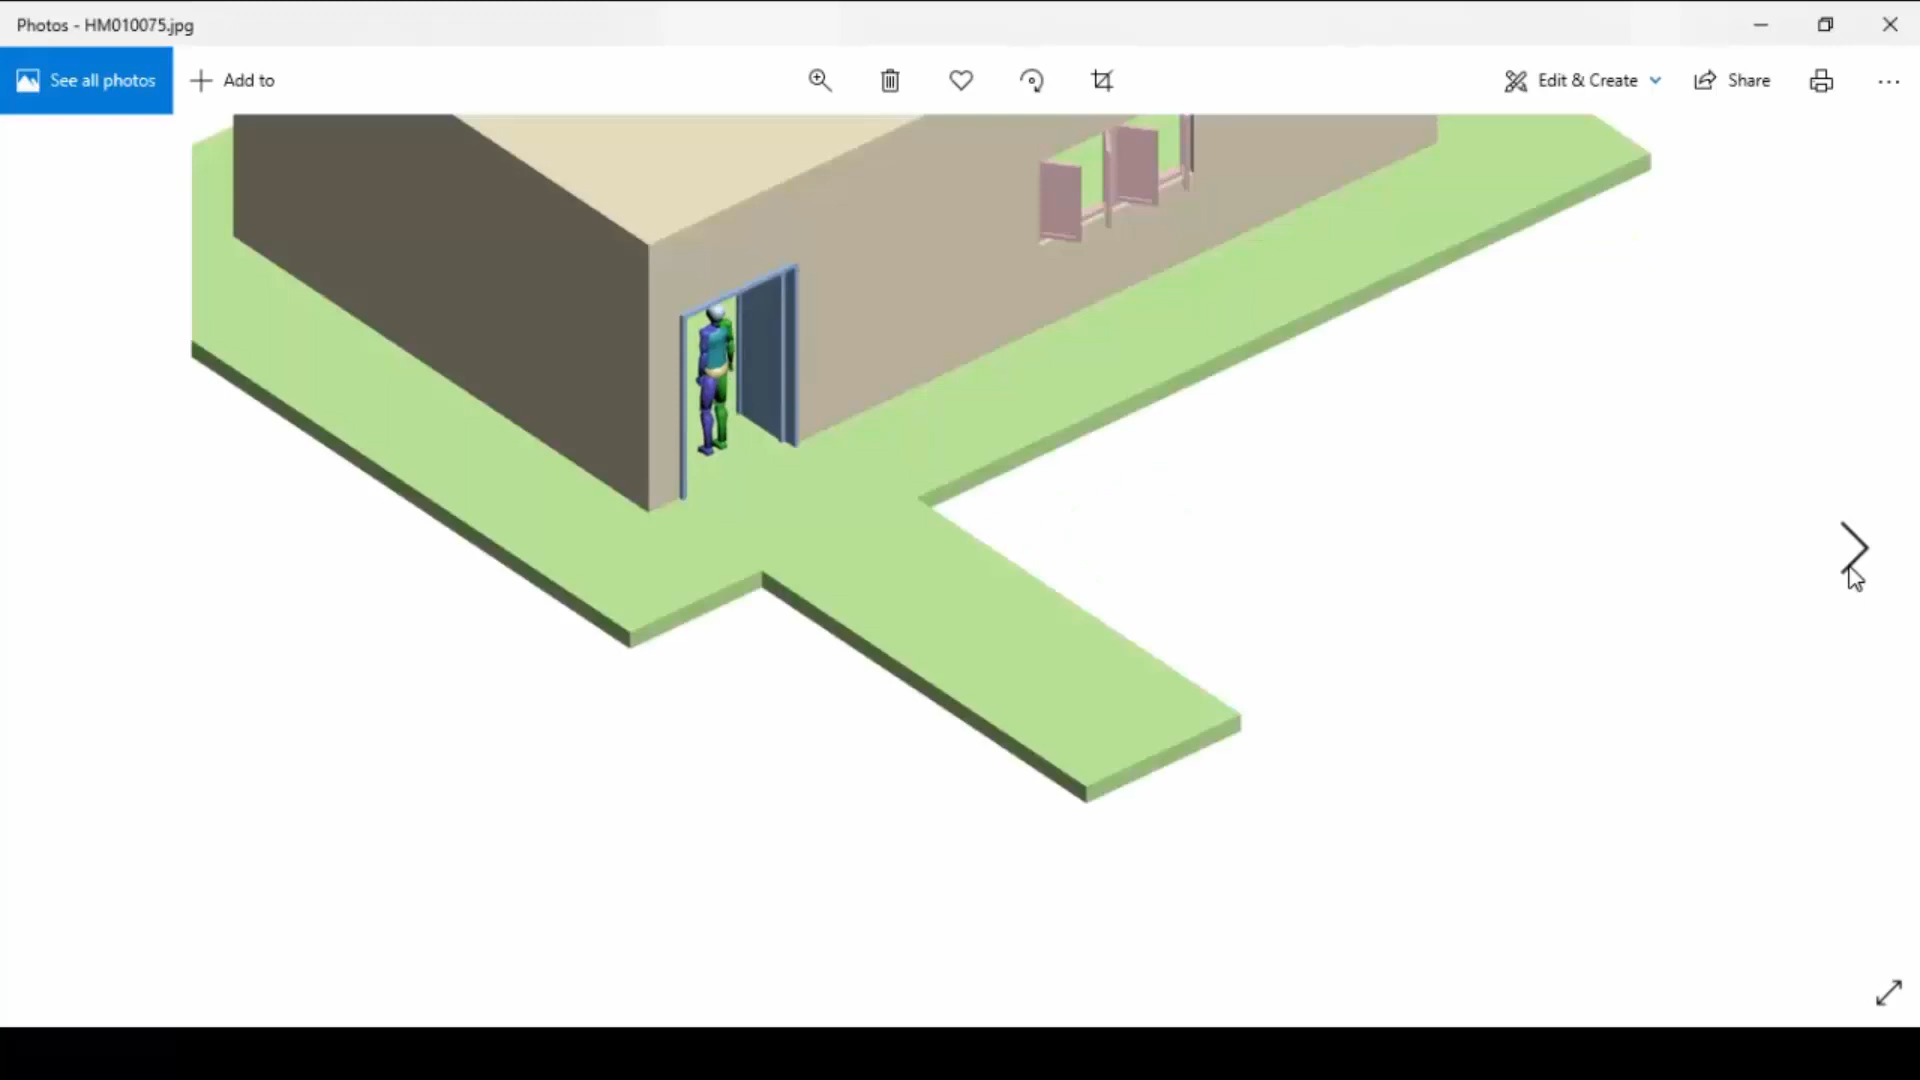 Photos - HM010075.jpg
See all photos
Add to
Edit & Create
Share